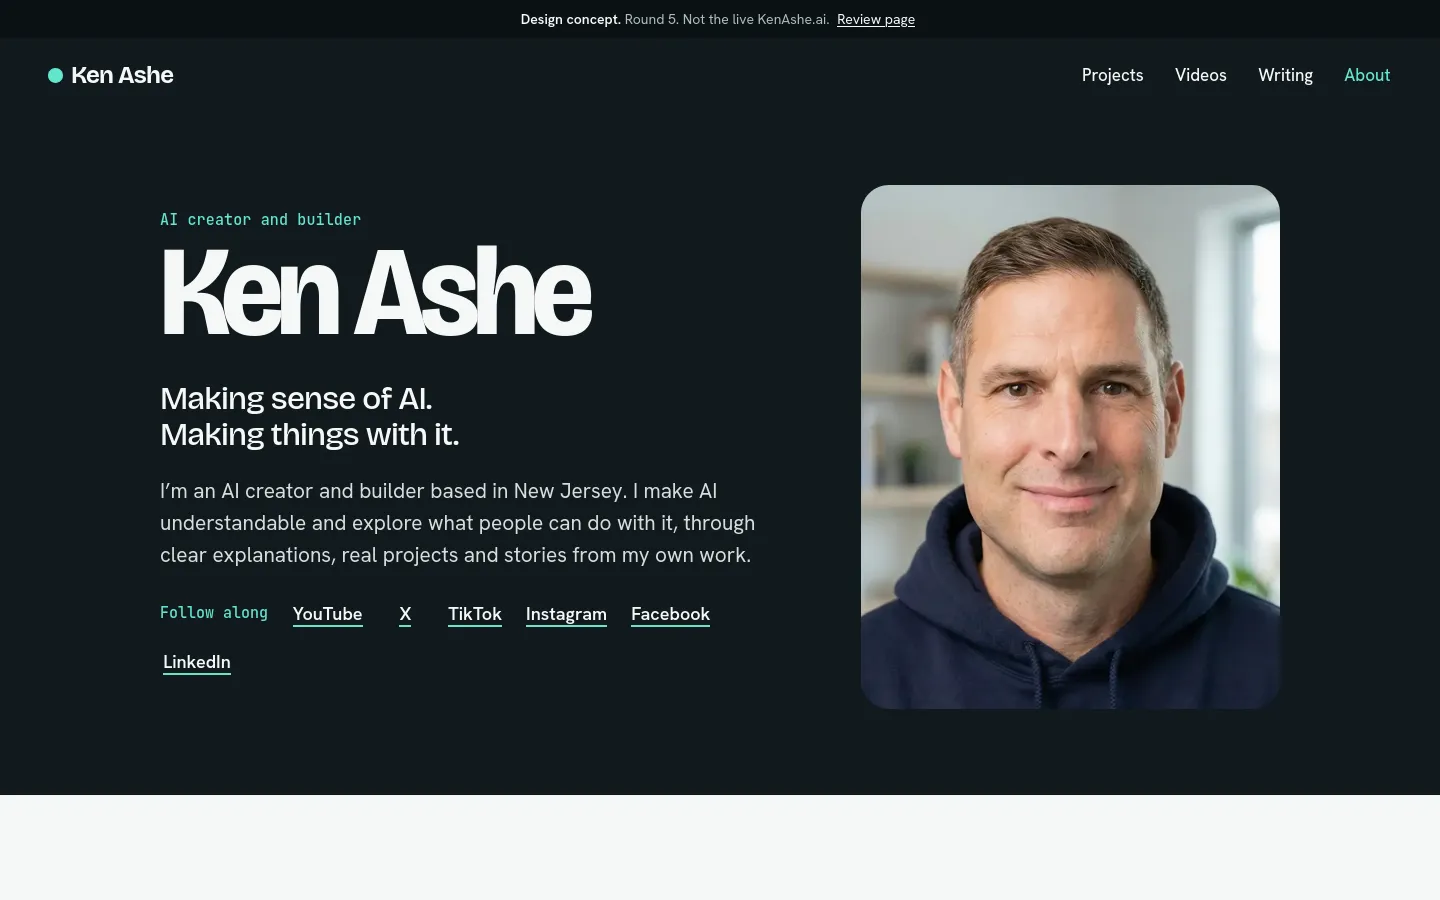 Design concept. Round 5. Not the live KenAshe.ai. Review page
Ken Ashe
Projects Videos Writing About
AI creator and builder
Ken Ashe
Making sense of AI.
Making things with it.
I’m an AI creator and builder based in New Jersey. I make AI
understandable and explore what people can do with it, through
clear explanations, real projects and stories from my own work.
Follow along YouTube X TikTok Instagram Facebook
LinkedIn